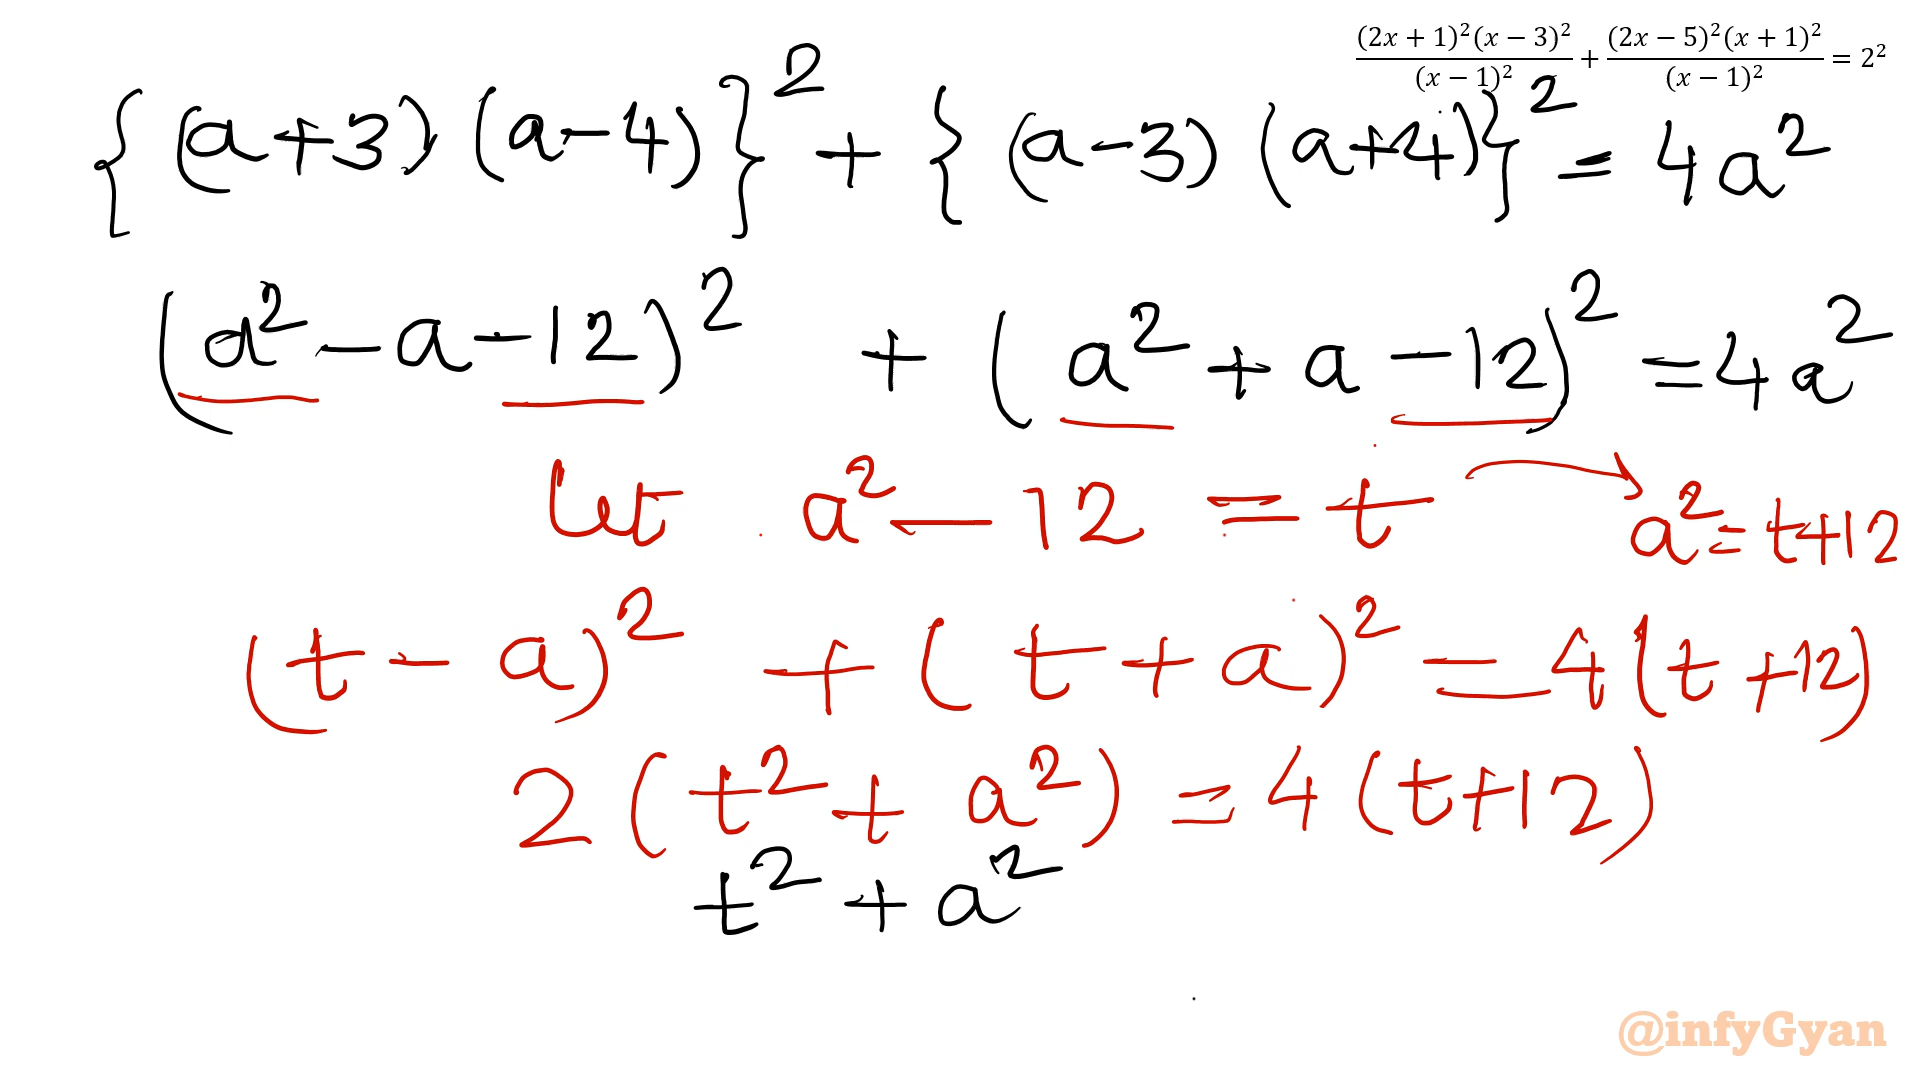 (2x + 1)²(x − 3)²/(x − 1)² + (2x − 5)²(x + 1)²/(x − 1)² = 2²
{(a+3) (a−4)}² + {(a−3) (a+4)}² = 4a²
(a² − a − 12)² + (a² + a − 12)² = 4a²
let a² − 12 = t → a² = t+12
(t − a)² + (t + a)² = 4(t+12)
2(t² + a²) = 4(t+12)
t² + a²
@infyGyan